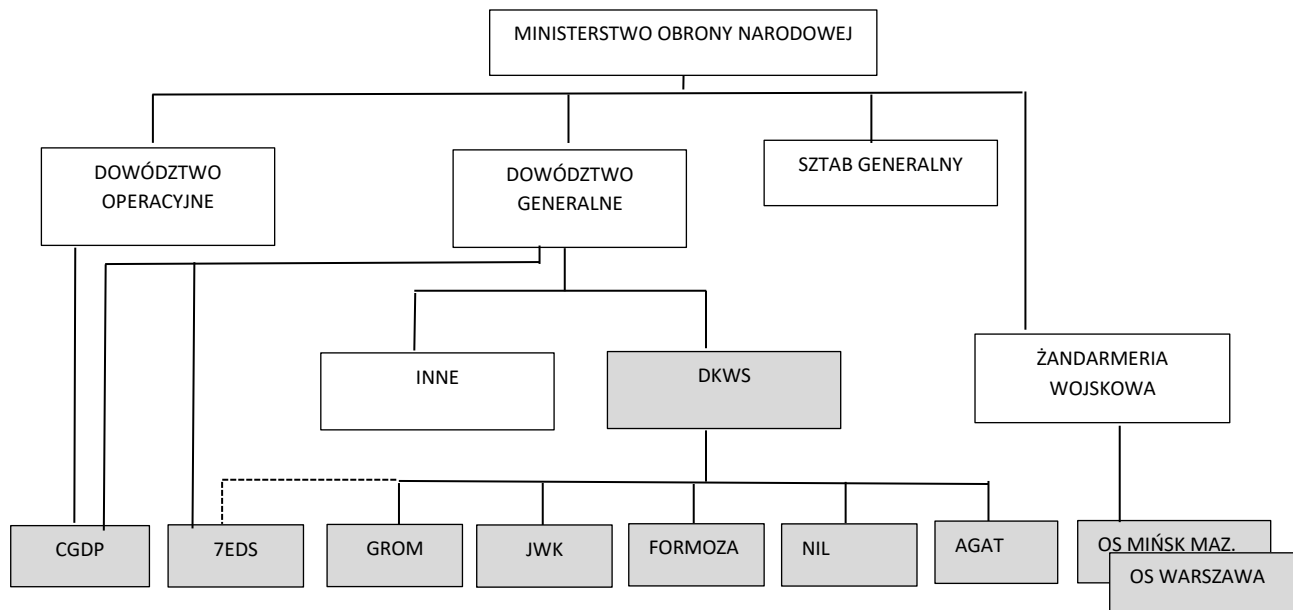 MINISTERSTWO OBRONY NARODOWEJ
DOWÓDZTWO
OPERACYJNE
DOWÓDZTWO
GENERALNE
SZTAB GENERALNY
INNE
DKWS
ŻANDARMERIA
WOJSKOWA
CGDP
7EDS
GROM
JWK
FORMOZA
NIL
AGAT
OS MIŃSK MAZ.
OS WARSZAWA